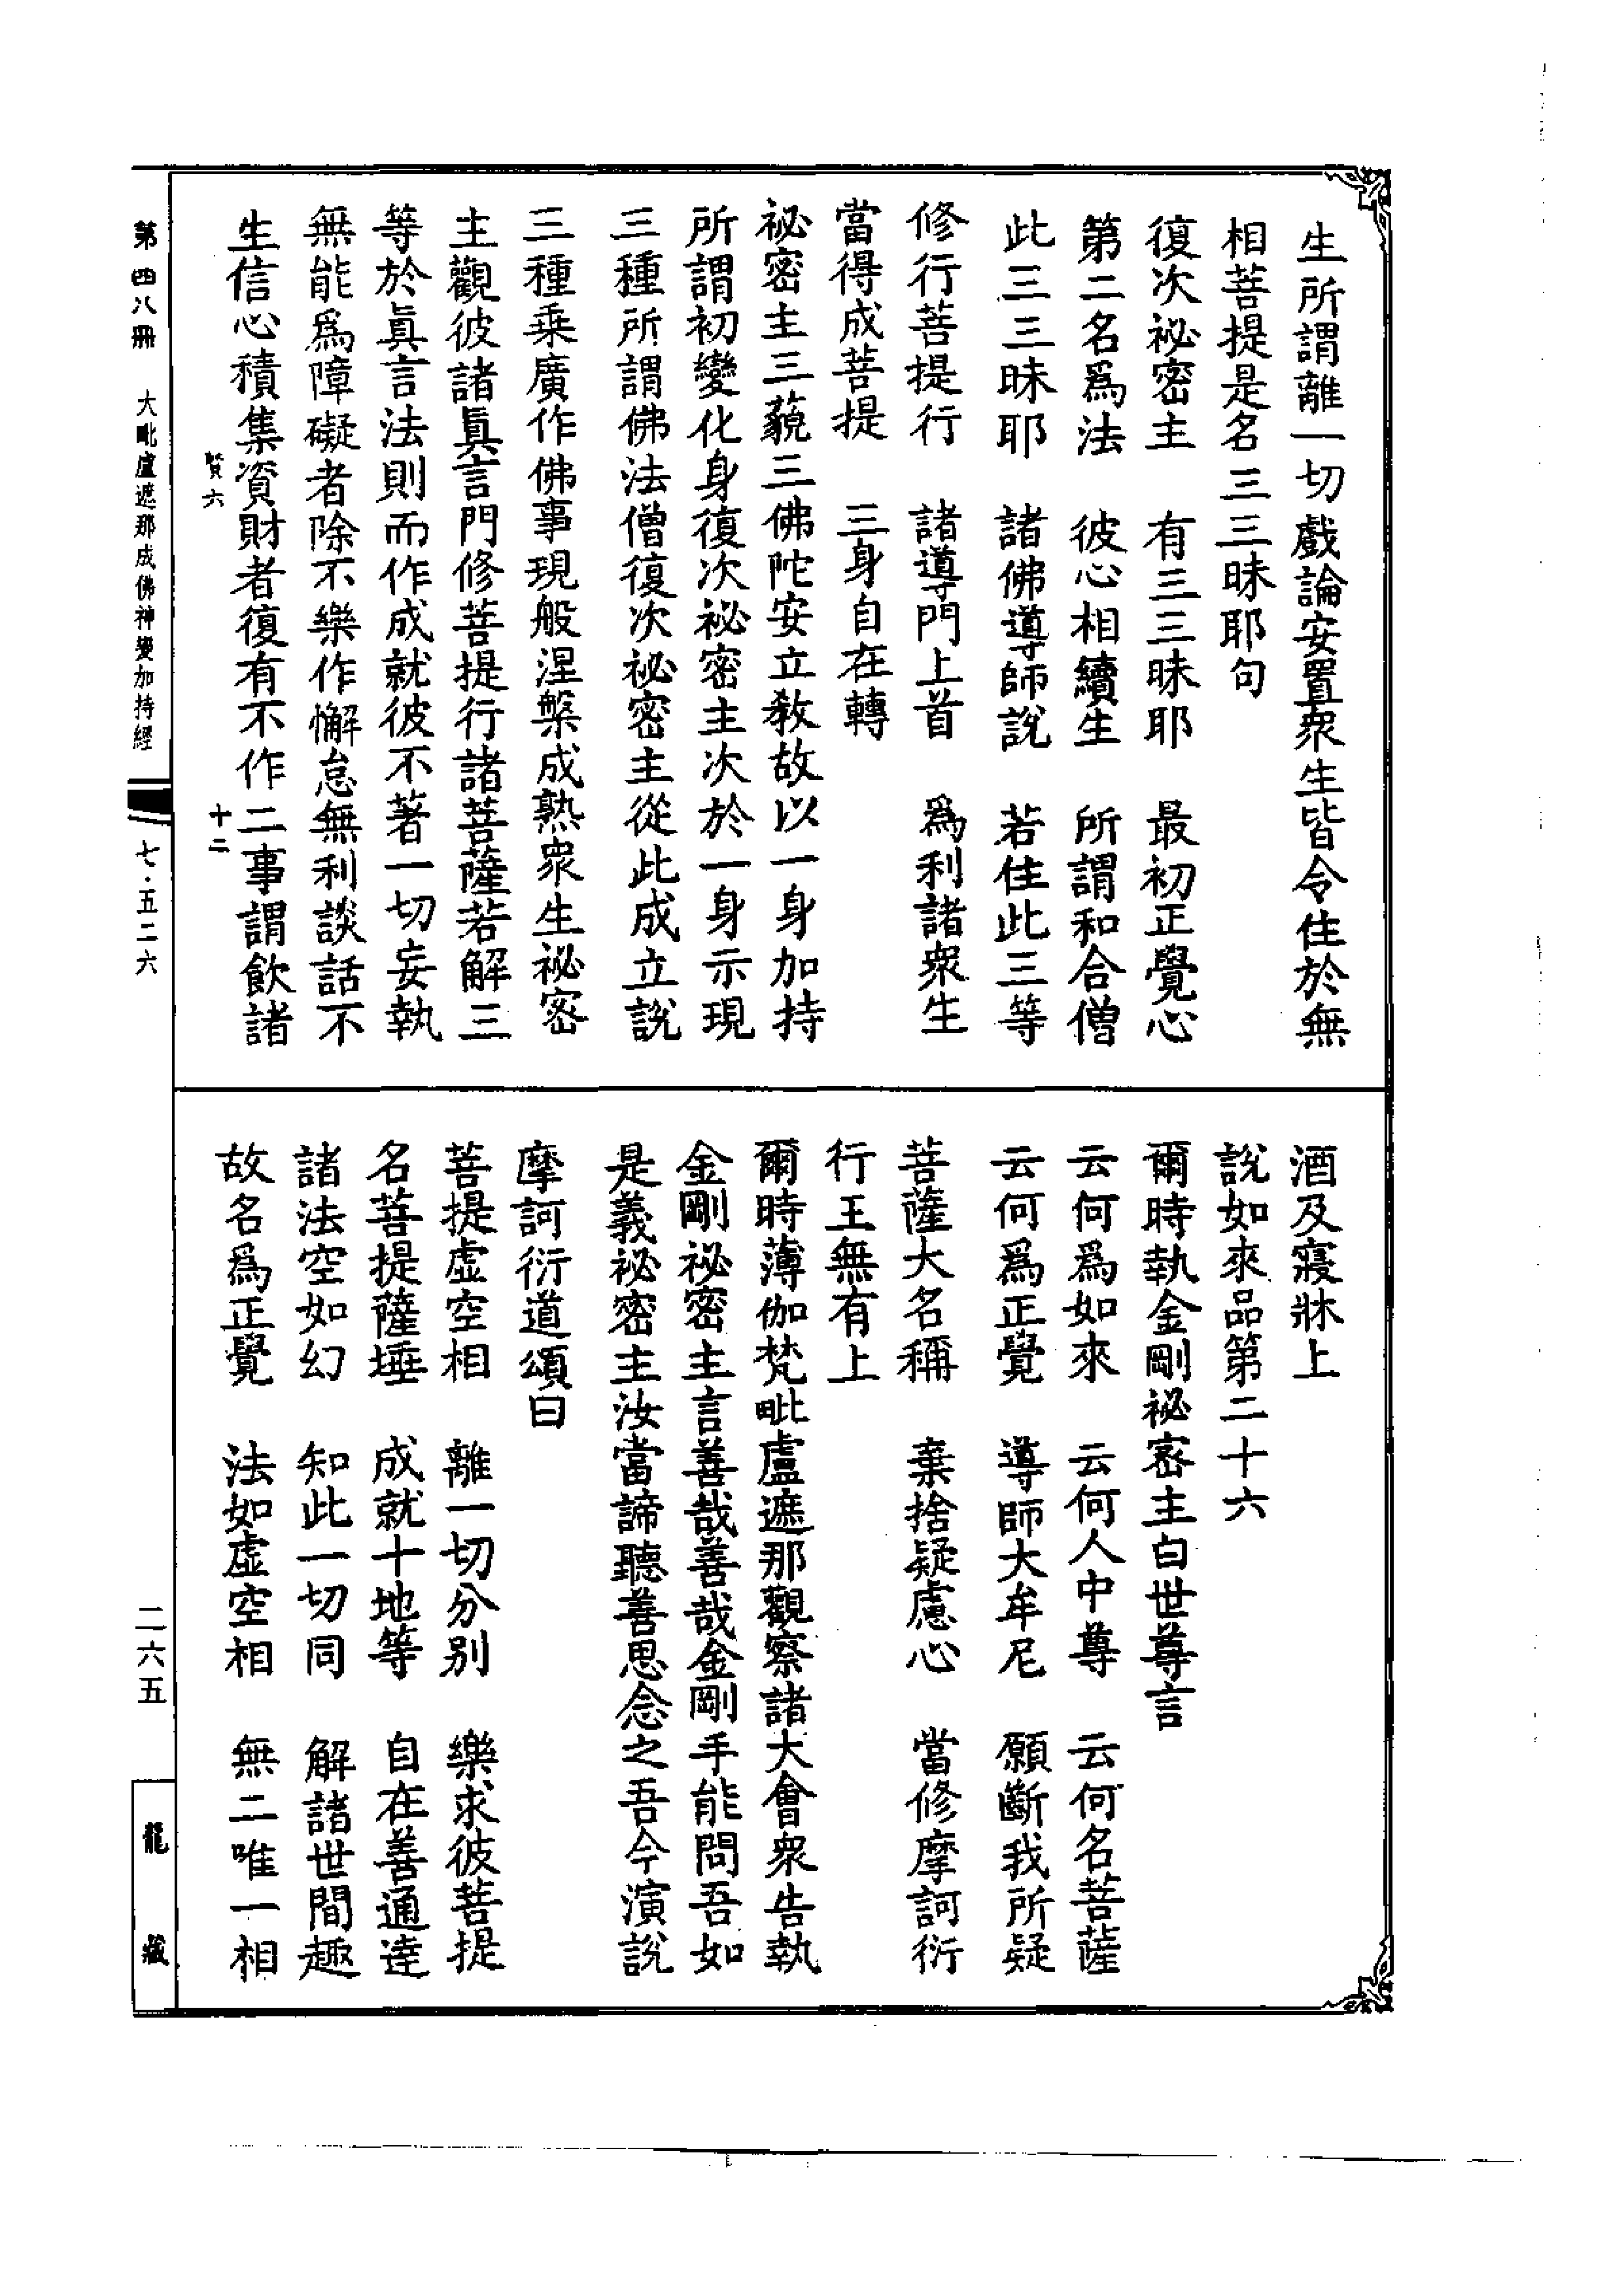 生所謂離一切戲論安置衆生皆令住於無
相菩提是名三三昧耶句
復次祕密主　有三三昧耶　最初正覺心
第二名爲法　彼心相續生　所謂和合僧
此三三昧耶　諸佛導師說　若住此三等
修行菩提行　諸導門上首　爲利諸衆生
當得成菩提　三身自在轉
祕密主三藐三佛陀安立教故以一身加持
所謂初變化身復次祕密主次於一身示現
三種所謂佛法僧復次祕密主從此成立說
三種乗廣作佛事現般涅槃成熟衆生祕密
主觀彼諸眞言門修菩提行諸菩薩若解三
等於眞言法則而作成就彼不著一切妄執
無能爲障礙者除不樂作懈怠無利談話不
生信心積集資財者復有不作二事謂飲諸
賢六　十二
酒及寢牀上
說如來品第二十六
爾時執金剛祕密主白世尊言
云何爲如來　云何人中尊　云何名菩薩
云何爲正覺　導師大牟尼　願斷我所疑
菩薩大名稱　棄捨疑慮心　當修摩訶衍
行王無有上
爾時薄伽梵毗盧遮那觀察諸大會衆告執
金剛祕密主言善哉善哉金剛手能問吾如
是義祕密主汝當諦聽善思念之吾今演說
摩訶衍道頌曰
菩提虛空相　離一切分別　樂求彼菩提
名菩提薩埵　成就十地等　自在善通達
諸法空如幻　知此一切同　解諸世間趣
故名爲正覺　法如虛空相　無二唯一相
第四八冊　大毗盧遮那成佛神變加持經　七·五二六　二六五　龍藏